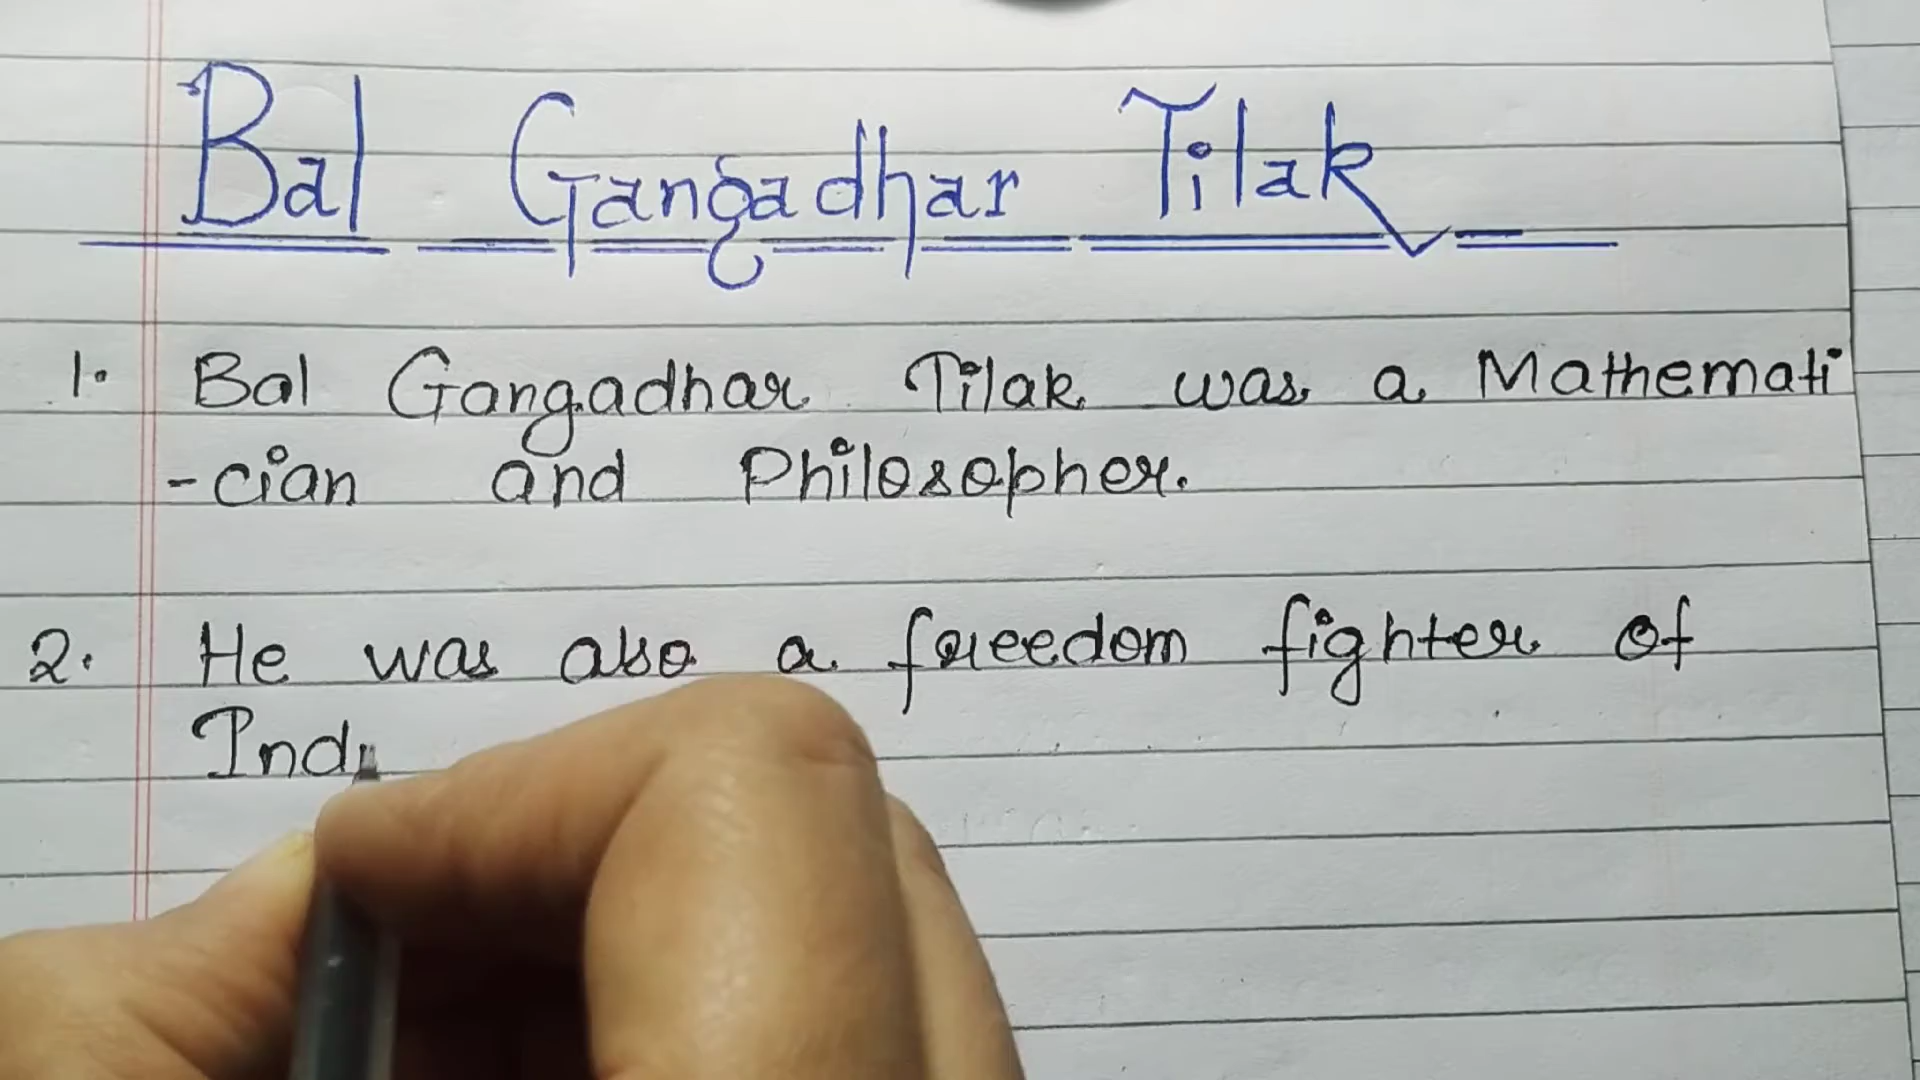 Bal Gangadhar Tilak
1. Bal Gangadhar Tilak was a Mathemati
-cian and Philosopher.
2. He was also a freedom fighter of
Indi